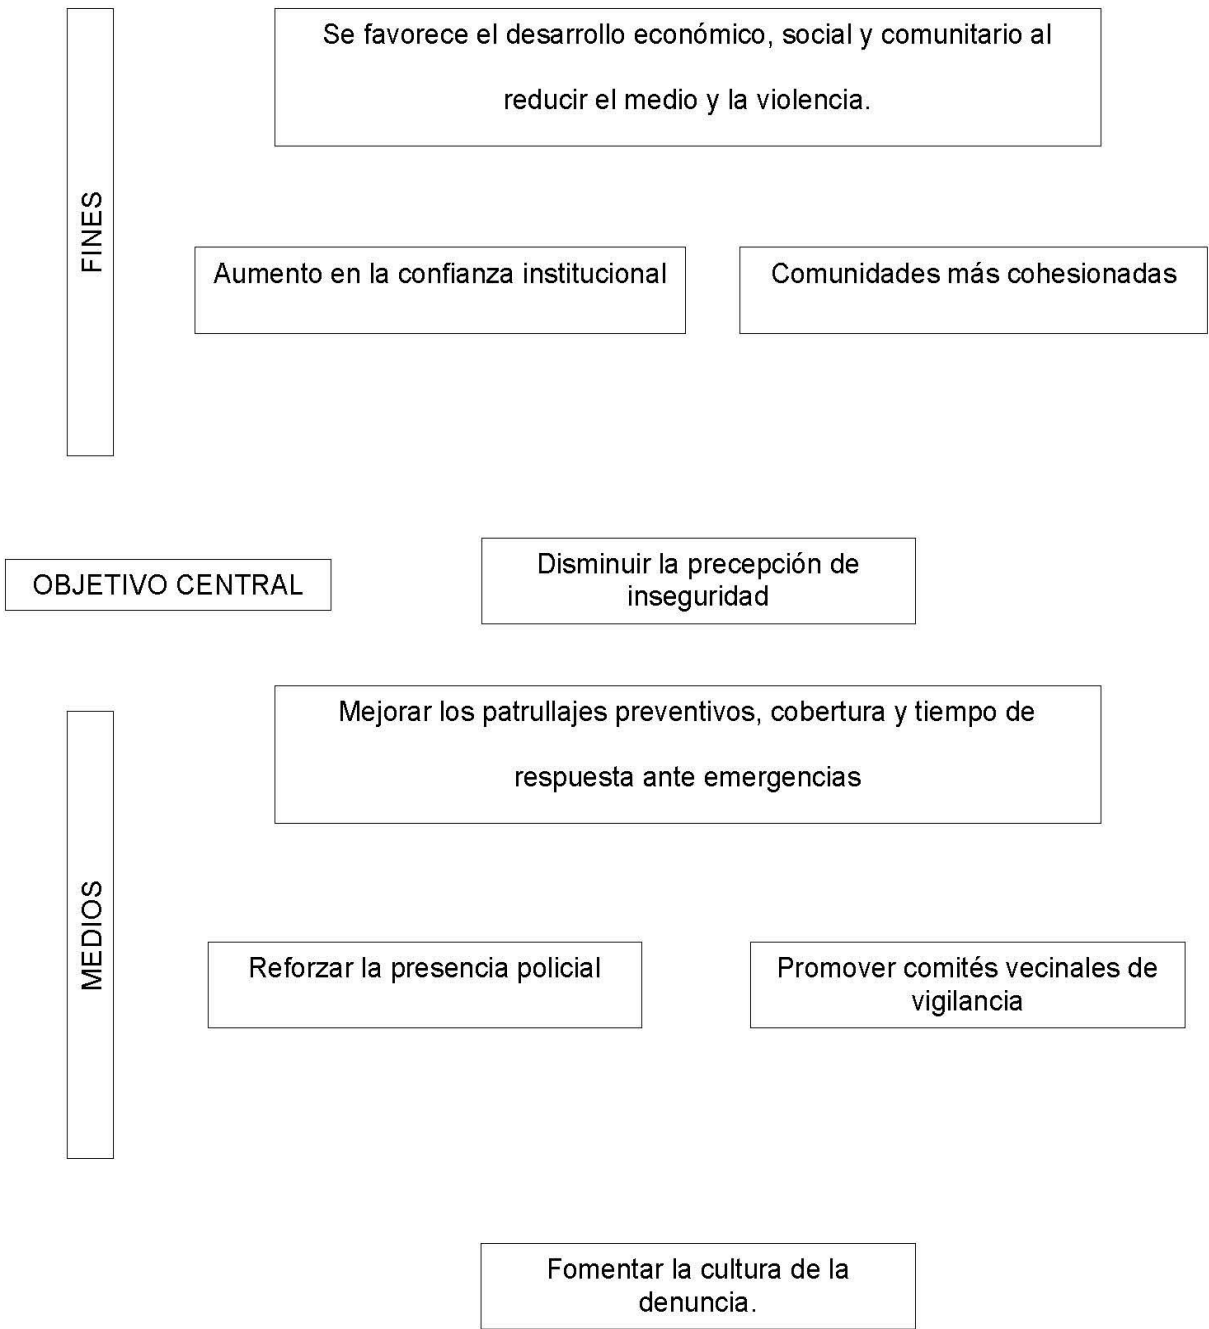 Se favorece el desarrollo económico, social y comunitario al
reducir el medio y la violencia.
FINES
Aumento en la confianza institucional
Comunidades más cohesionadas
OBJETIVO CENTRAL
Disminuir la precepción de
inseguridad
Mejorar los patrullajes preventivos, cobertura y tiempo de
respuesta ante emergencias
MEDIOS
Reforzar la presencia policial
Promover comités vecinales de
vigilancia
Fomentar la cultura de la
denuncia.